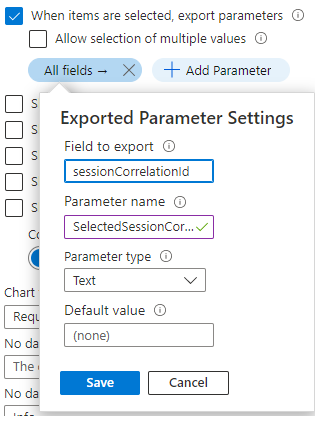 When items are selected, export parameters
Allow selection of multiple values
All fields →
Add Parameter
S
S
S
S
S
Co
Chart
Requ
No da
The
No da
Info
Exported Parameter Settings
Field to export
sessionCorrelationId
Parameter name
SelectedSessionCor...
Parameter type
Text
Default value
(none)
Save
Cancel